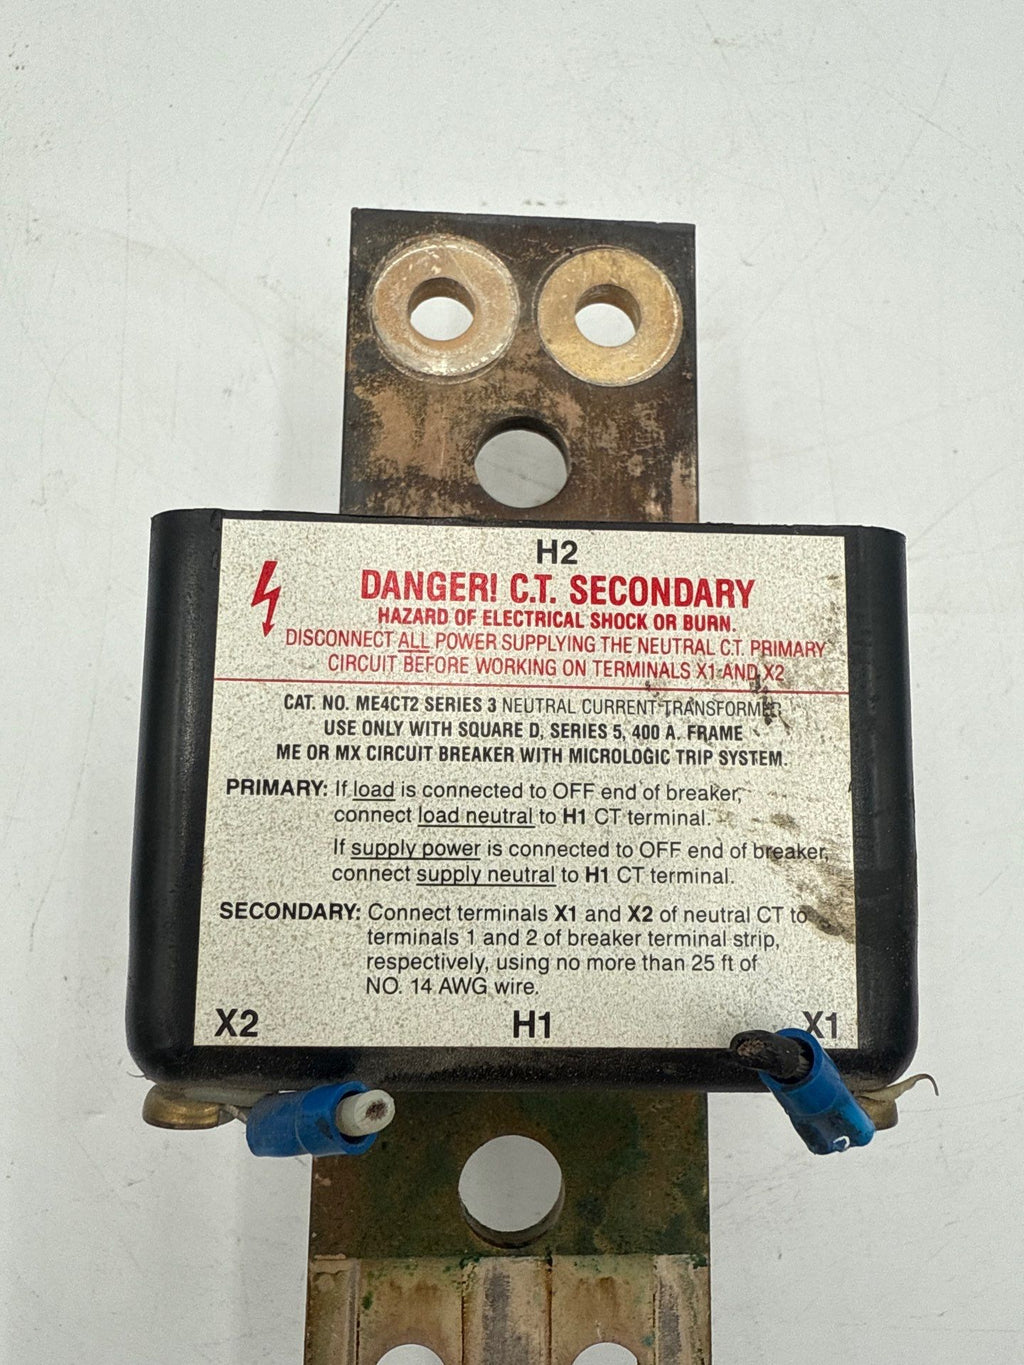 H2
DANGER! C.T. SECONDARY
HAZARD OF ELECTRICAL SHOCK OR BURN.
DISCONNECT ALL POWER SUPPLYING THE NEUTRAL C.T. PRIMARY
CIRCUIT BEFORE WORKING ON TERMINALS X1 AND X2
CAT. NO. ME4CT2 SERIES 3 NEUTRAL CURRENT TRANSFORMER
USE ONLY WITH SQUARE D, SERIES 5, 400 A. FRAME
ME OR MX CIRCUIT BREAKER WITH MICROLOGIC TRIP SYSTEM.
PRIMARY: If load is connected to OFF end of breaker,
connect load neutral to H1 CT terminal.
If supply power is connected to OFF end of breaker,
connect supply neutral to H1 CT terminal.
SECONDARY: Connect terminals X1 and X2 of neutral CT to
terminals 1 and 2 of breaker terminal strip,
respectively, using no more than 25 ft of
NO. 14 AWG wire.
X2 H1 X1